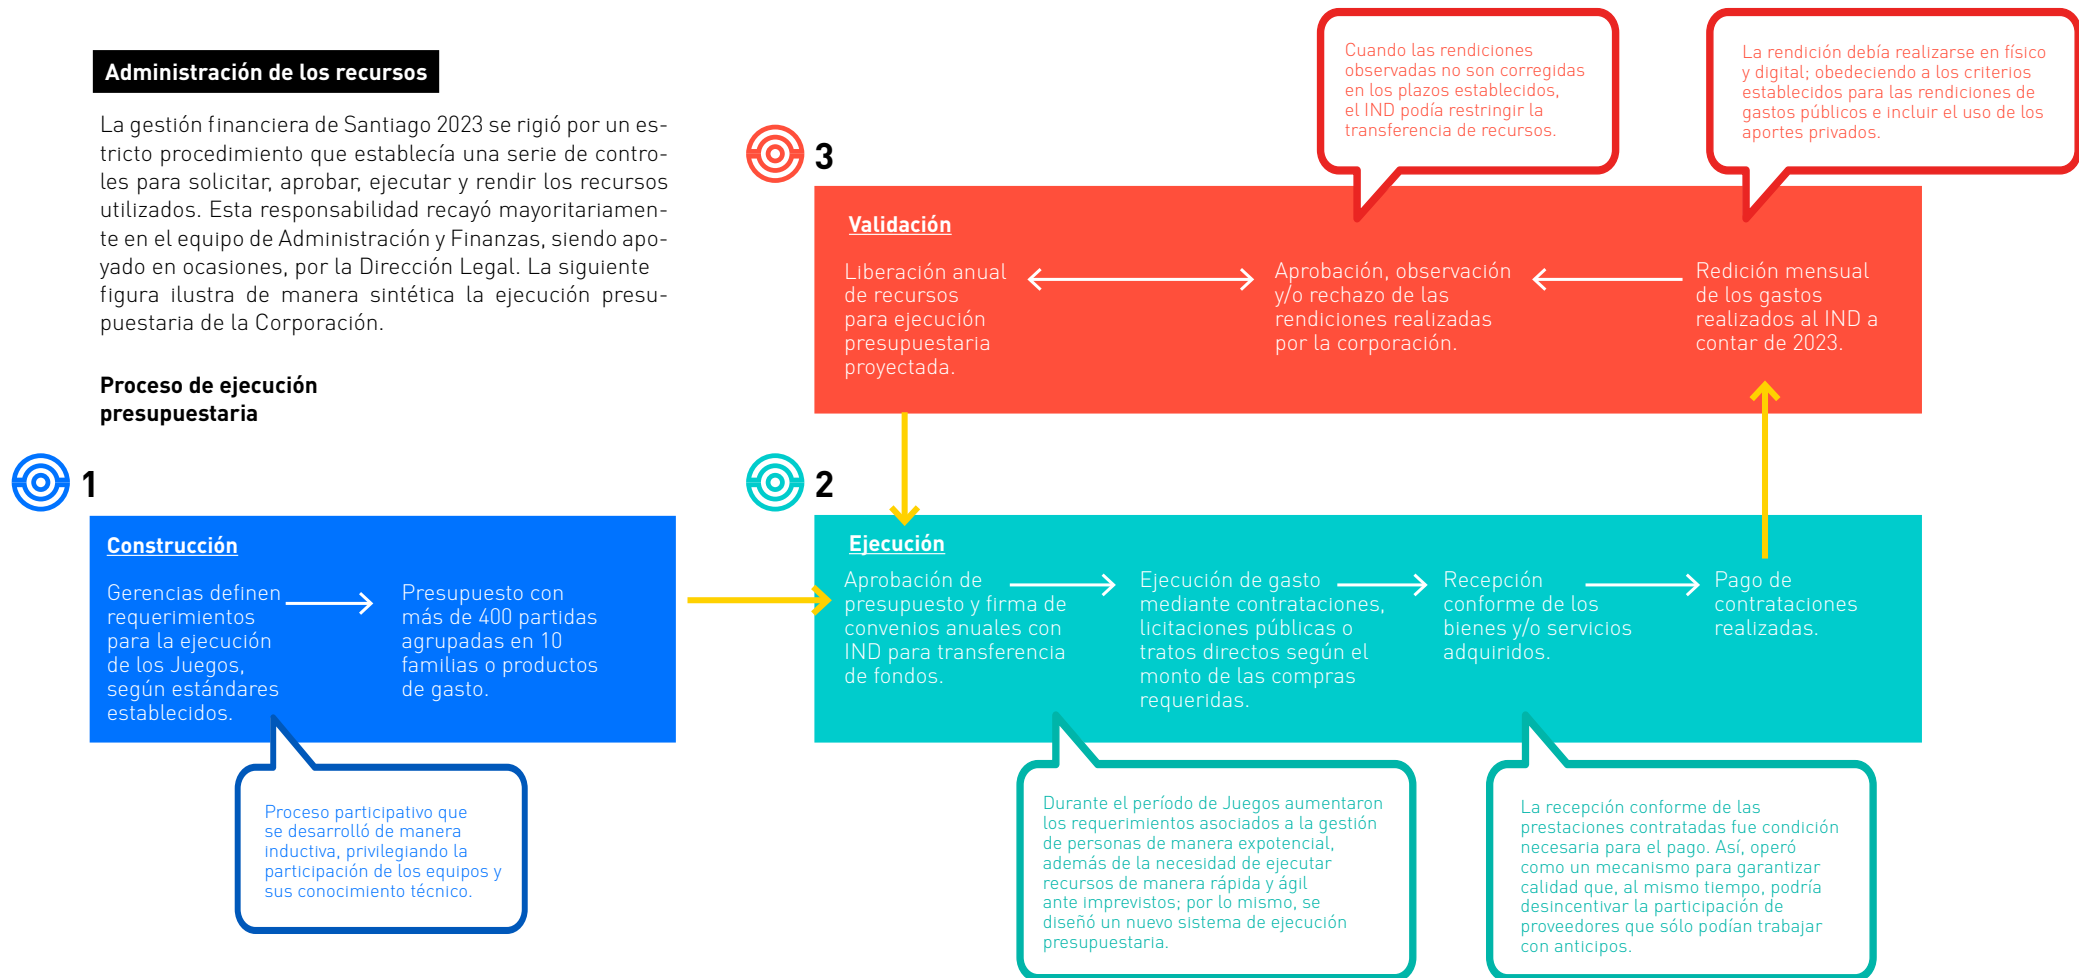 Administración de los recursos
La gestión financiera de Santiago 2023 se rigió por un es-
tricto procedimiento que establecía una serie de contro-
les para solicitar, aprobar, ejecutar y rendir los recursos
utilizados. Esta responsabilidad recayó mayoritariamen-
te en el equipo de Administración y Finanzas, siendo apo-
yado en ocasiones, por la Dirección Legal. La siguiente
figura ilustra de manera sintética la ejecución presu-
puestaria de la Corporación.
Proceso de ejecución
presupuestaria
1
Construcción
Gerencias definen
requerimientos
para la ejecución
de los Juegos,
según estándares
establecidos.
Presupuesto con
más de 400 partidas
agrupadas en 10
familias o productos
de gasto.
Proceso participativo que
se desarrolló de manera
inductiva, privilegiando la
participación de los equipos y
sus conocimiento técnico.
2
Ejecución
Aprobación de
presupuesto y firma de
convenios anuales con
IND para transferencia
de fondos.
Ejecución de gasto
mediante contrataciones,
licitaciones públicas o
tratos directos según el
monto de las compras
requeridas.
Recepción
conforme de los
bienes y/o servicios
adquiridos.
Pago de
contrataciones
realizadas.
Durante el período de Juegos aumentaron
los requerimientos asociados a la gestión
de personas de manera expotencial,
además de la necesidad de ejecutar
recursos de manera rápida y ágil
ante imprevistos; por lo mismo, se
diseñó un nuevo sistema de ejecución
presupuestaria.
La recepción conforme de las
prestaciones contratadas fue condición
necesaria para el pago. Así, operó
como un mecanismo para garantizar
calidad que, al mismo tiempo, podría
desincentivar la participación de
proveedores que sólo podían trabajar
con anticipos.
3
Validación
Liberación anual
de recursos
para ejecución
presupuestaria
proyectada.
Aprobación, observación
y/o rechazo de las
rendiciones realizadas
por la corporación.
Redición mensual
de los gastos
realizados al IND a
contar de 2023.
Cuando las rendiciones
observadas no son corregidas
en los plazos establecidos,
el IND podía restringir la
transferencia de recursos.
La rendición debía realizarse en físico
y digital; obedeciendo a los criterios
establecidos para las rendiciones de
gastos públicos e incluir el uso de los
aportes privados.